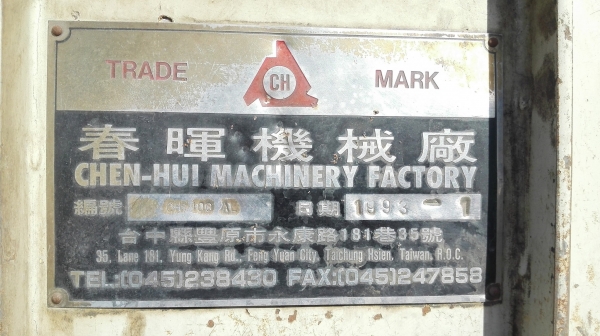 TRADE CH MARK
春暉機械廠
CHEN-HUI MACHINERY FACTORY
編號 日期 1993-1
台中縣豐原市永康路181巷35號
35, Lane 181, Yung Kang Rd., Feng Yuan City, Taichung Hsien, Taiwan, R.O.C.
TEL:(045)238430 FAX:(045)247858